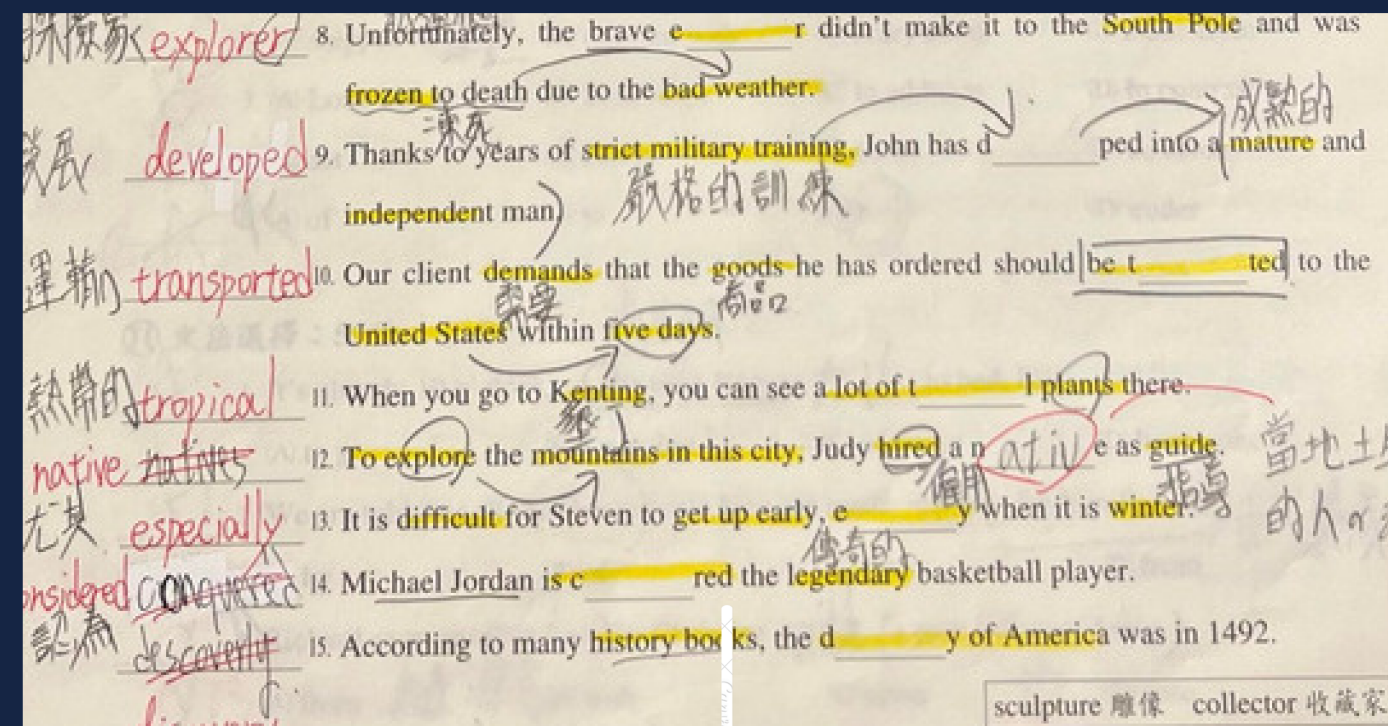 探險家 explorer 8. Unfortunately, the brave e r didn't make it to the South Pole and was
frozen to death due to the bad weather.
凍死 成熟的
發展 developed 9. Thanks to years of strict military training, John has d ped into a mature and
independent man 嚴格的訓練
運輸 transported 10. Our client demands that the goods he has ordered should be t ted to the
需要 商品
United States within five days.
熱帶的 tropical 11. When you go to Kenting, you can see a lot of t l plants there.
墾丁
native natives 12. To explore the mountains in this city, Judy hired a n ativ e as guide. 當地土
僱用 指導
尤其 especially 13. It is difficult for Steven to get up early, e y when it is winter. 的人
傳奇的
onsidered conquered 14. Michael Jordan is c red the legendary basketball player.
認為 descoverty 15. According to many history books, the d y of America was in 1492.
sculpture 雕像 collector 收藏家